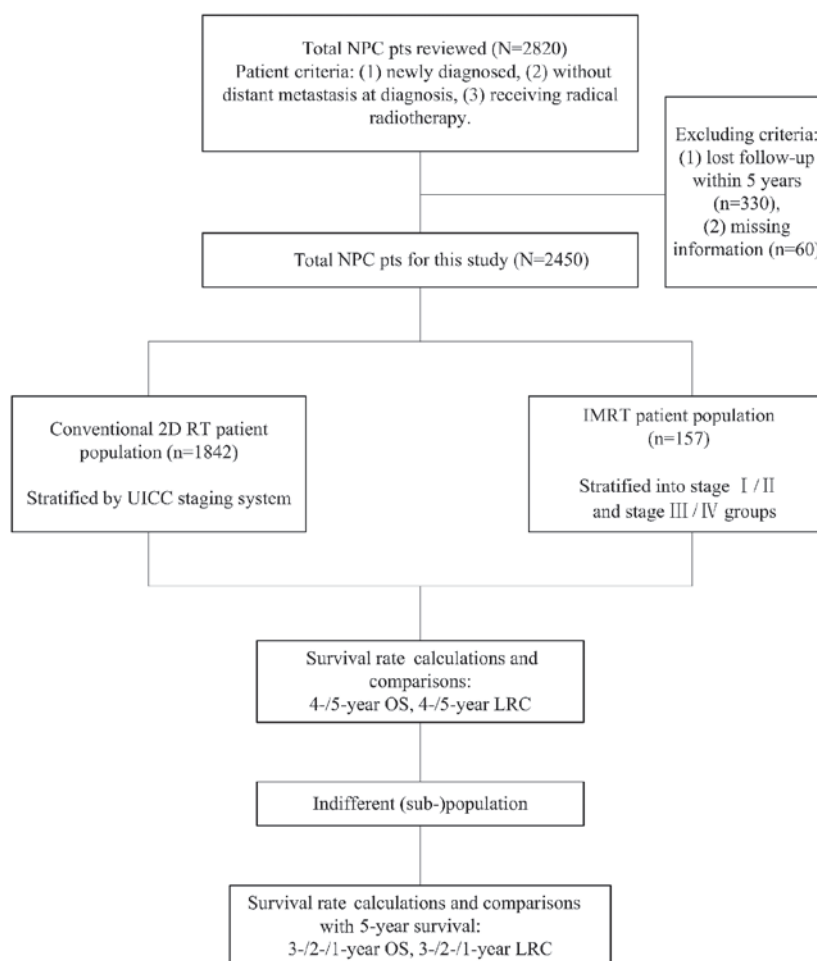 Total NPC pts reviewed (N=2820)
Patient criteria: (1) newly diagnosed, (2) without
distant metastasis at diagnosis, (3) receiving radical
radiotherapy.
Excluding criteria:
(1) lost follow-up
within 5 years
(n=330),
(2) missing
information (n=60)
Total NPC pts for this study (N=2450)
Conventional 2D RT patient
population (n=1842)
Stratified by UICC staging system
IMRT patient population
(n=157)
Stratified into stage Ⅰ/Ⅱ
and stage Ⅲ/Ⅳ groups
Survival rate calculations and
comparisons:
4-/5-year OS, 4-/5-year LRC
Indifferent (sub-)population
Survival rate calculations and comparisons
with 5-year survival:
3-/2-/1-year OS, 3-/2-/1-year LRC